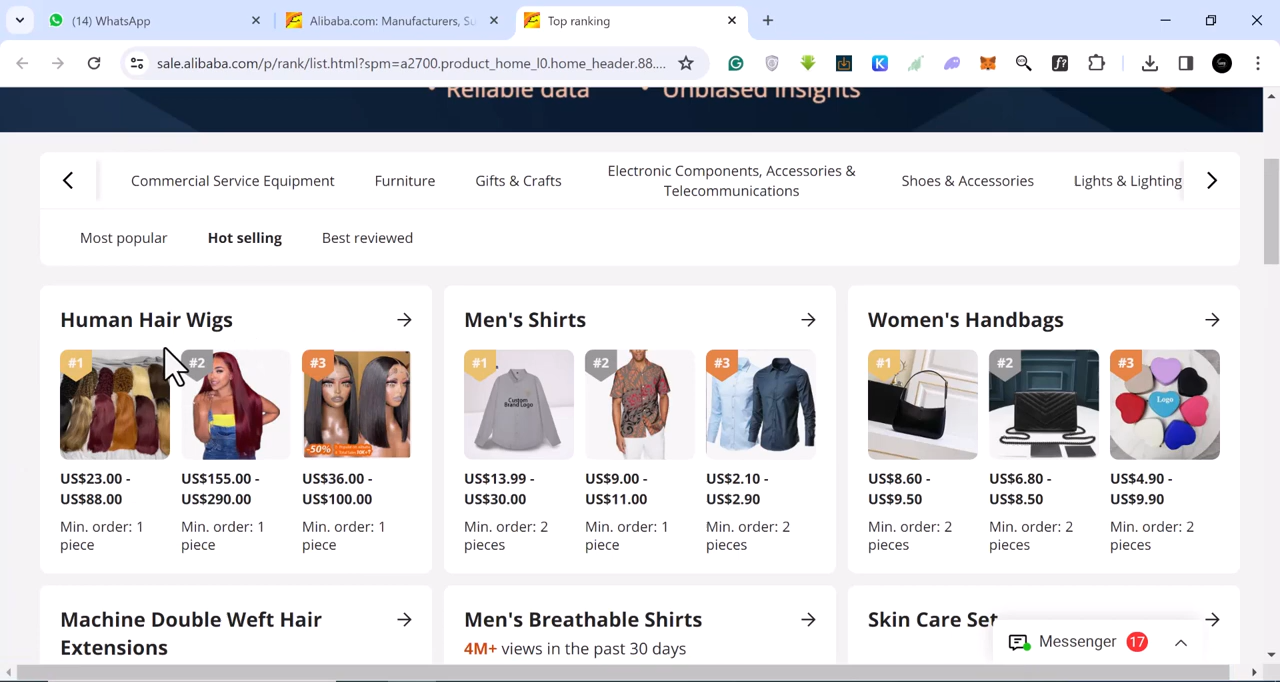 (14) WhatsApp
Alibaba.com: Manufacturers, Su
Top ranking
sale.alibaba.com/p/rank/list.html?spm=a2700.product_home_l0.home_header.88....
• Reliable data • Unbiased insights
Commercial Service Equipment
Furniture
Gifts & Crafts
Electronic Components, Accessories &
Telecommunications
Shoes & Accessories
Lights & Lighting
Most popular
Hot selling
Best reviewed
Human Hair Wigs
#1
#2
#3
-50%
US$23.00 -
US$88.00
Min. order: 1
piece
US$155.00 -
US$290.00
Min. order: 1
piece
US$36.00 -
US$100.00
Min. order: 1
piece
Men's Shirts
#1
#2
#3
Custom
Brand Logo
US$13.99 -
US$30.00
Min. order: 2
pieces
US$9.00 -
US$11.00
Min. order: 1
piece
US$2.10 -
US$2.90
Min. order: 2
pieces
Women's Handbags
#1
#2
#3
Logo
US$8.60 -
US$9.50
Min. order: 2
pieces
US$6.80 -
US$8.50
Min. order: 2
pieces
US$4.90 -
US$9.90
Min. order: 2
pieces
Machine Double Weft Hair
Extensions
Men's Breathable Shirts
4M+ views in the past 30 days
Skin Care Set
Messenger 17